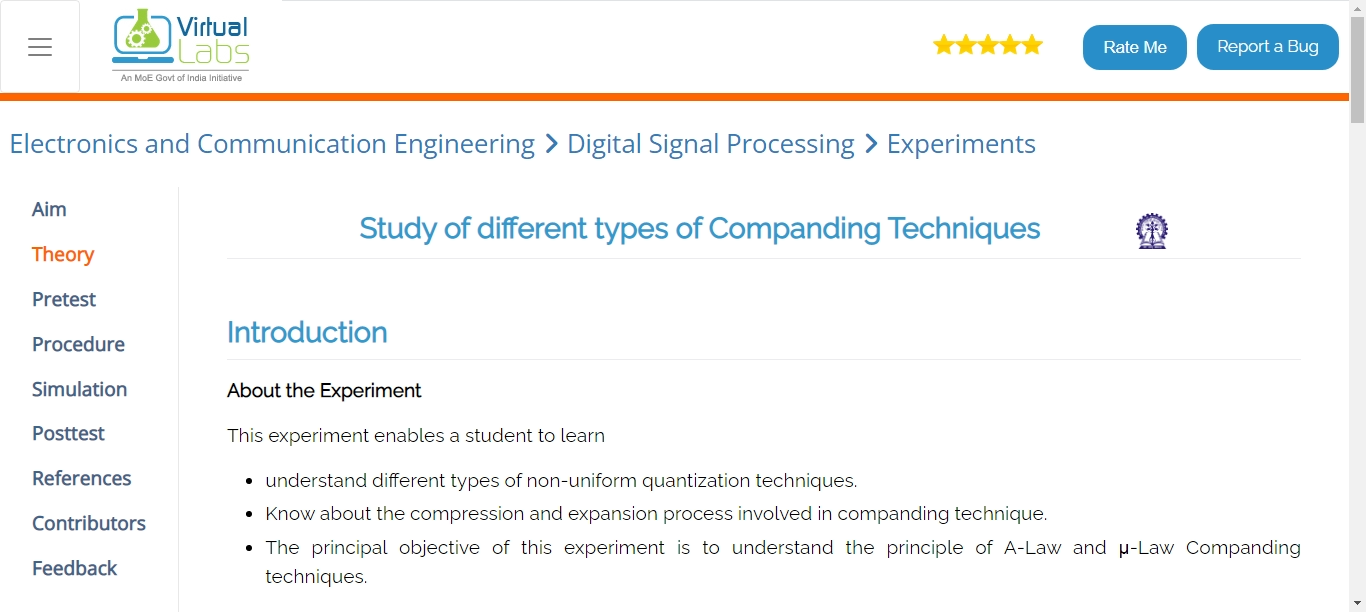 Virtual
Labs
An MoE Govt of India Initiative
Rate Me
Report a Bug
Electronics and Communication Engineering > Digital Signal Processing > Experiments
Aim
Theory
Pretest
Procedure
Simulation
Posttest
References
Contributors
Feedback
Study of different types of Companding Techniques
Introduction
About the Experiment
This experiment enables a student to learn
• understand different types of non-uniform quantization techniques.
• Know about the compression and expansion process involved in companding technique.
• The principal objective of this experiment is to understand the principle of A-Law and μ-Law Companding
techniques.